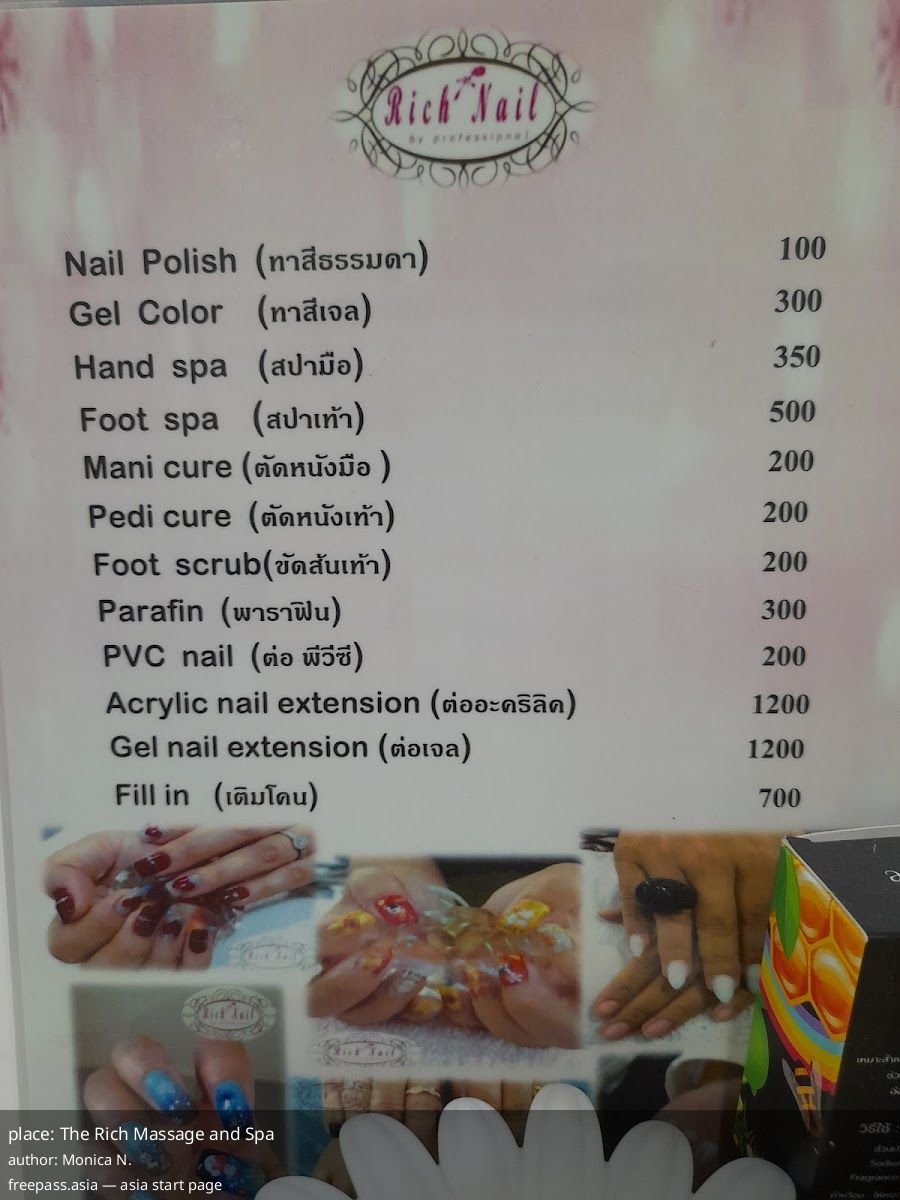 Rich Nail
by professional
Nail Polish (ทาสีธรรมดา) 100
Gel Color (ทาสีเจล) 300
Hand spa (สปามือ) 350
Foot spa (สปาเท้า) 500
Mani cure (ตัดหนังมือ ) 200
Pedi cure (ตัดหนังเท้า) 200
Foot scrub(ขัดส้นเท้า) 200
Parafin (พาราฟิน) 300
PVC nail (ต่อ พีวีซี) 200
Acrylic nail extension (ต่ออะคริลิค) 1200
Gel nail extension (ต่อเจล) 1200
Fill in (เติมโคน) 700
Rich Nail
Rich Nail
วิธีใช้ :
place: The Rich Massage and Spa
author: Monica N.
freepass.asia — asia start page